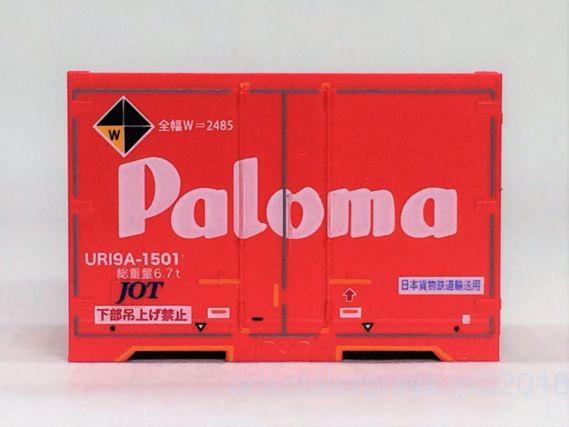 W
全幅W=2485
Paloma
URI9A-1501
総重量6.7t
JOT
日本貨物鉄道輸送用
下部吊上げ禁止